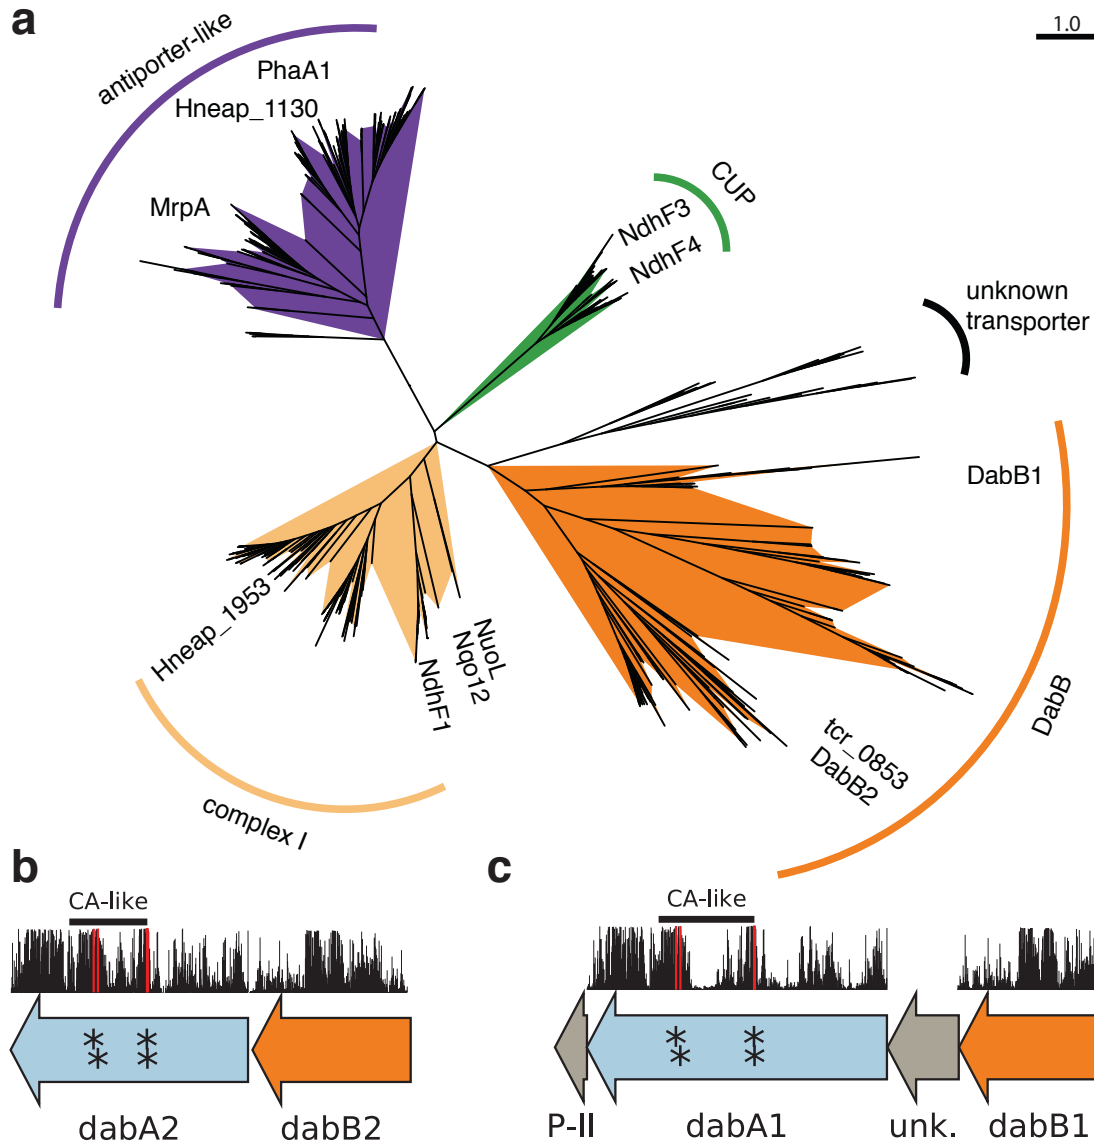 a
1.0
antiporter-like
PhaA1
Hneap_1130
MrpA
CUP
NdhF3
NdhF4
unknown
transporter
DabB1
DabB
tcr_0853
DabB2
NuoL
Nqo12
NdhF1
Hneap_1953
complex I
b
CA-like
* *
* *
dabA2
dabB2
c
CA-like
* *
* *
P-II
dabA1
unk.
dabB1